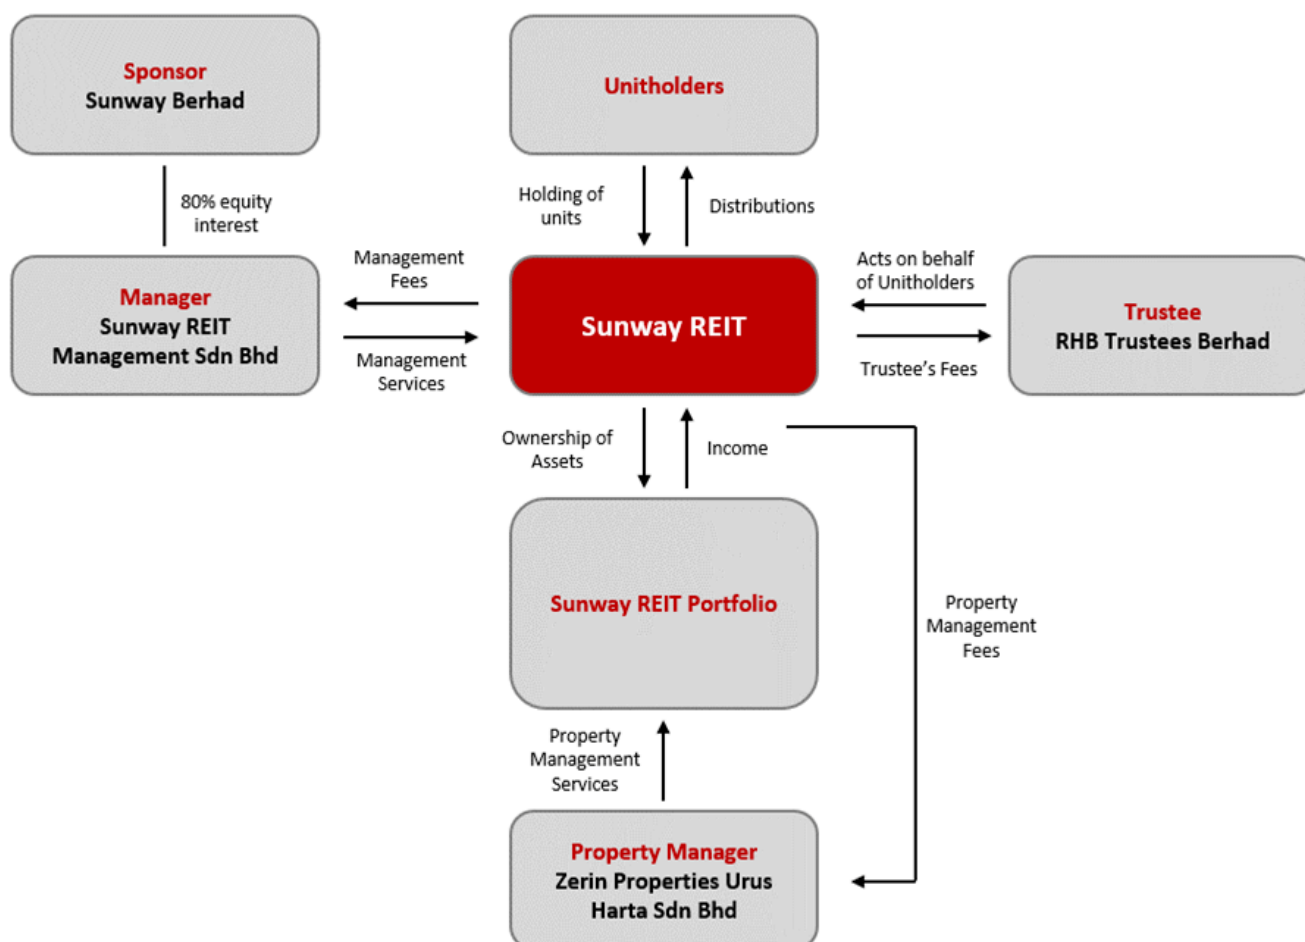 Sponsor
Sunway Berhad
Unitholders
80% equity
interest
Holding of
units
Distributions
Manager
Sunway REIT
Management Sdn Bhd
Management
Fees
Management
Services
Sunway REIT
Acts on behalf
of Unitholders
Trustee's Fees
Trustee
RHB Trustees Berhad
Ownership of
Assets
Income
Sunway REIT Portfolio
Property
Management
Fees
Property
Management
Services
Property Manager
Zerin Properties Urus
Harta Sdn Bhd